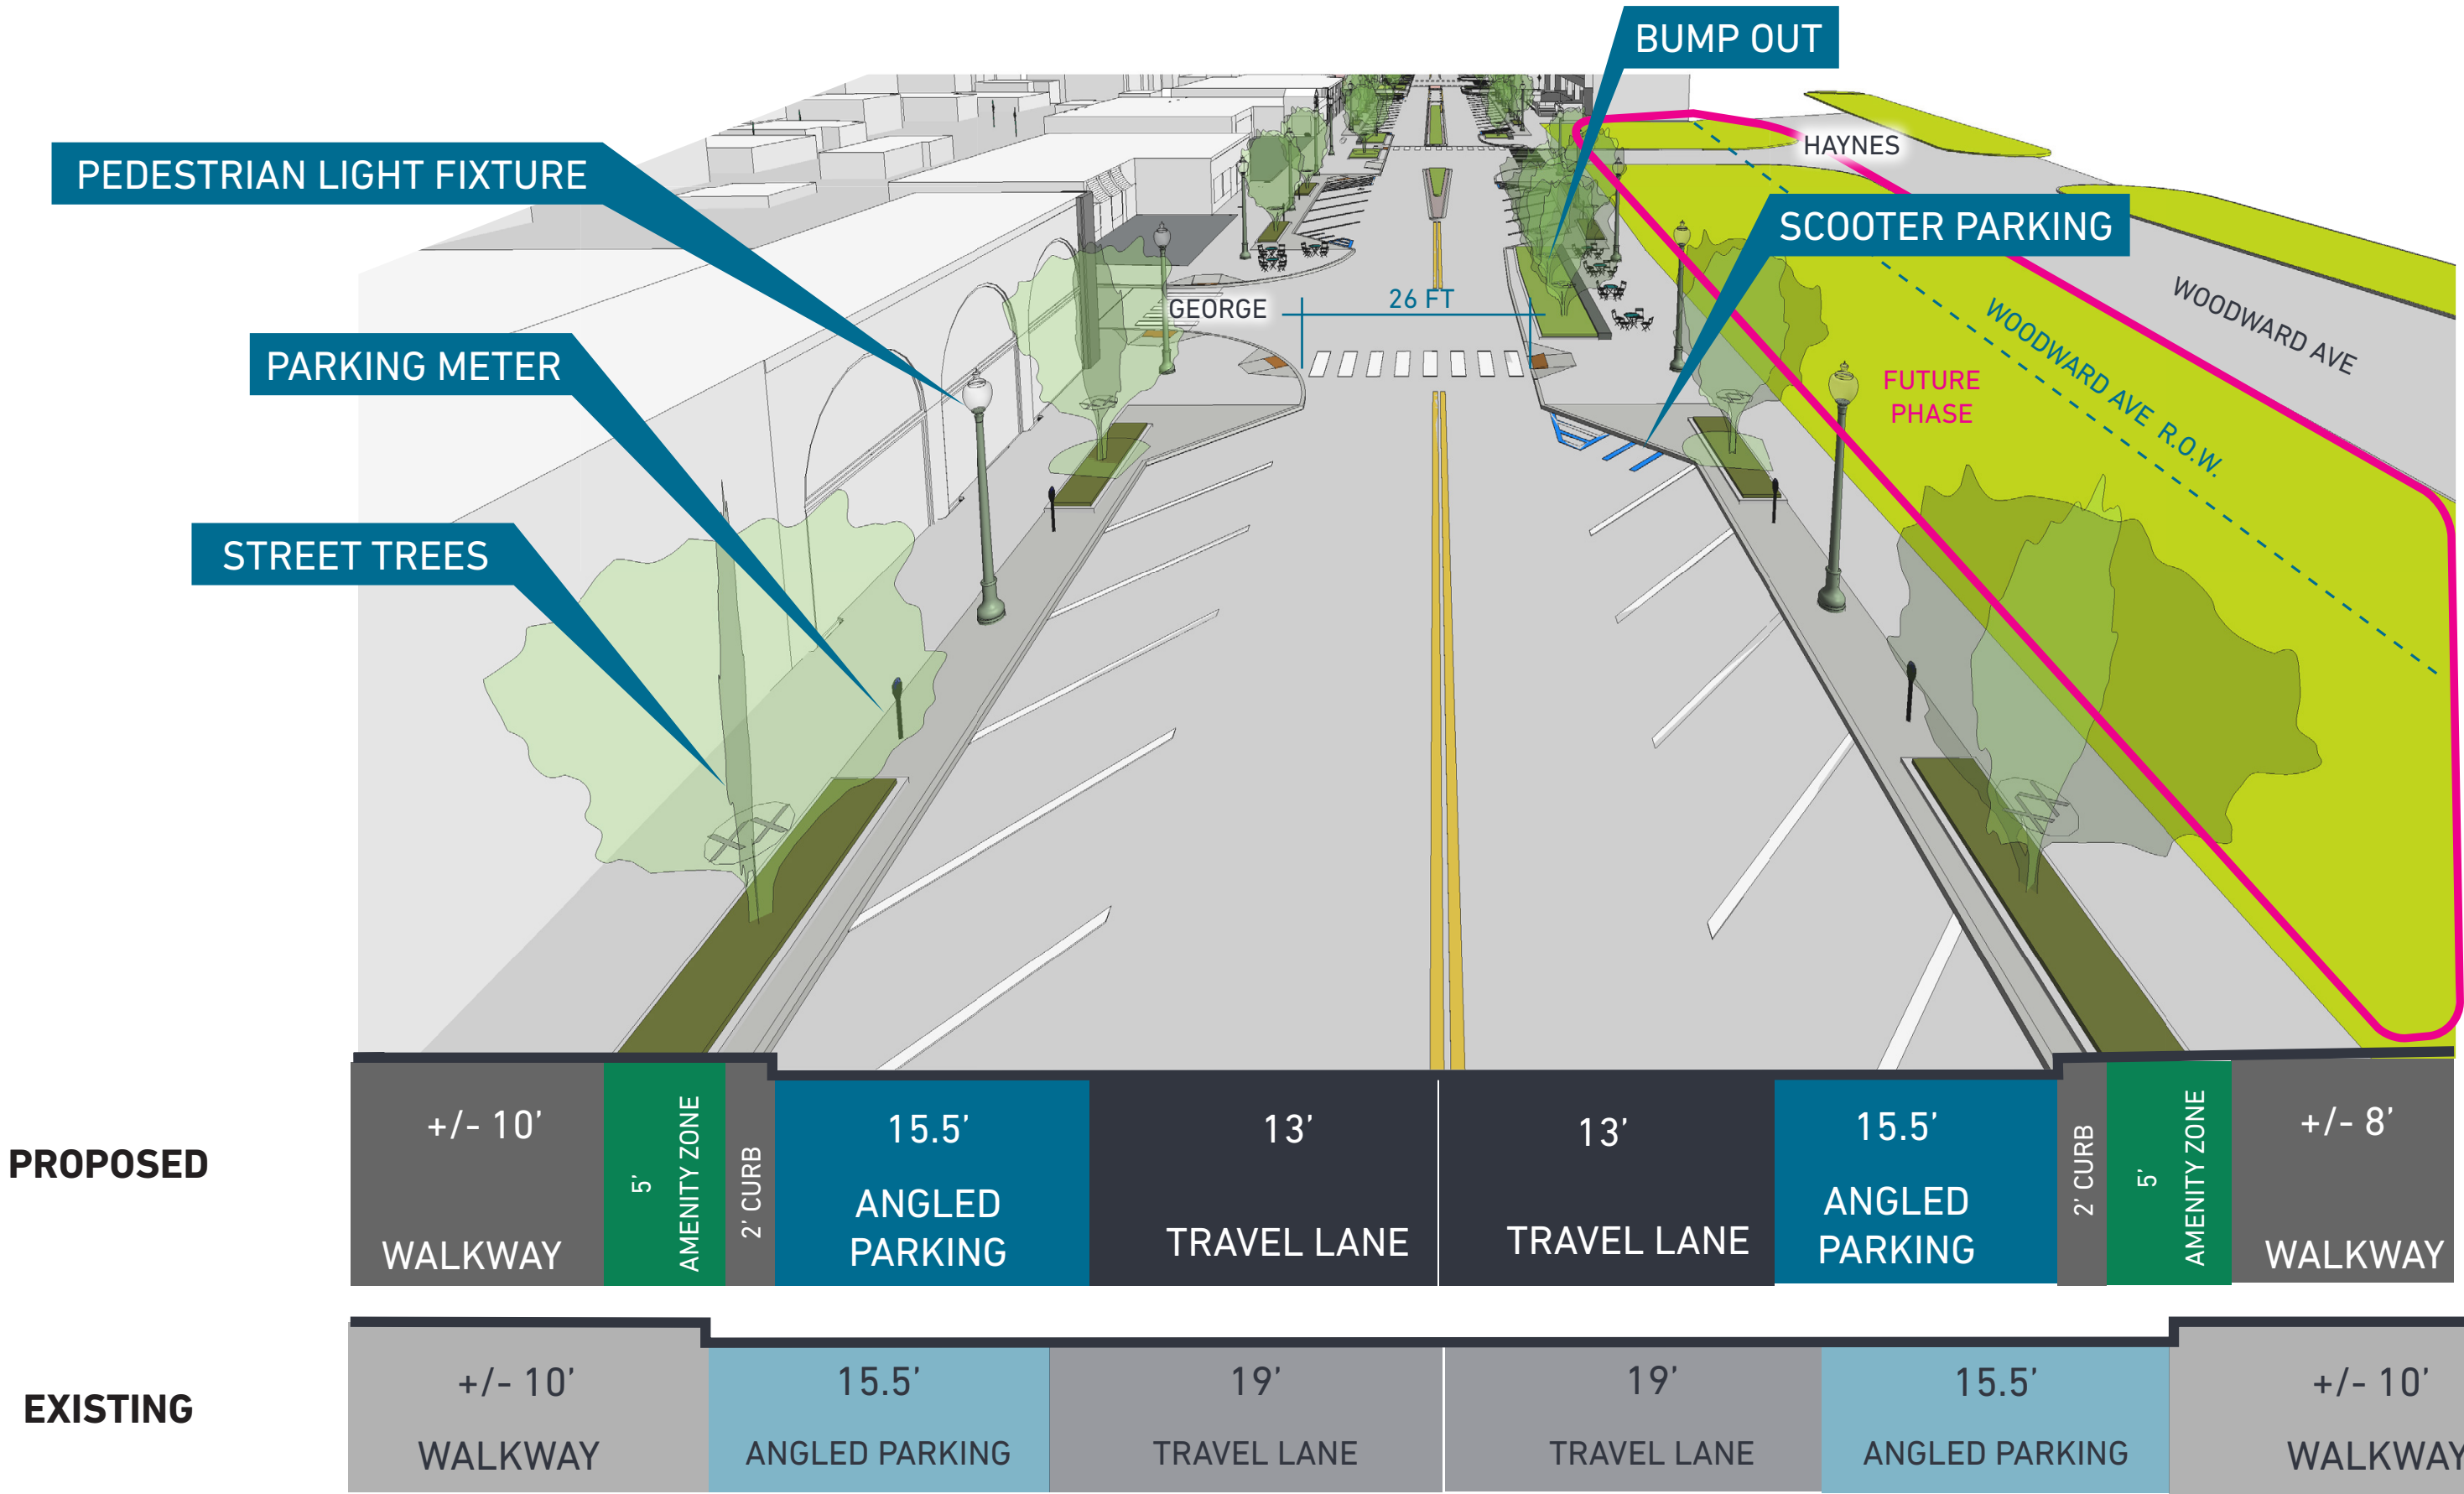 BUMP OUT
HAYNES
PEDESTRIAN LIGHT FIXTURE
SCOOTER PARKING
WOODWARD AVE
26 FT
GEORGE
WOODWARD AVE R.O.W.
PARKING METER
FUTURE
PHASE
STREET TREES
PROPOSED
+/- 10’
WALKWAY
5’
AMENITY ZONE
2’ CURB
15.5’
ANGLED
PARKING
13’
TRAVEL LANE
13’
TRAVEL LANE
15.5’
ANGLED
PARKING
2’ CURB
5’
AMENITY ZONE
+/- 8’
WALKWAY
EXISTING
+/- 10’
WALKWAY
15.5’
ANGLED PARKING
19’
TRAVEL LANE
19’
TRAVEL LANE
15.5’
ANGLED PARKING
+/- 10’
WALKWAY